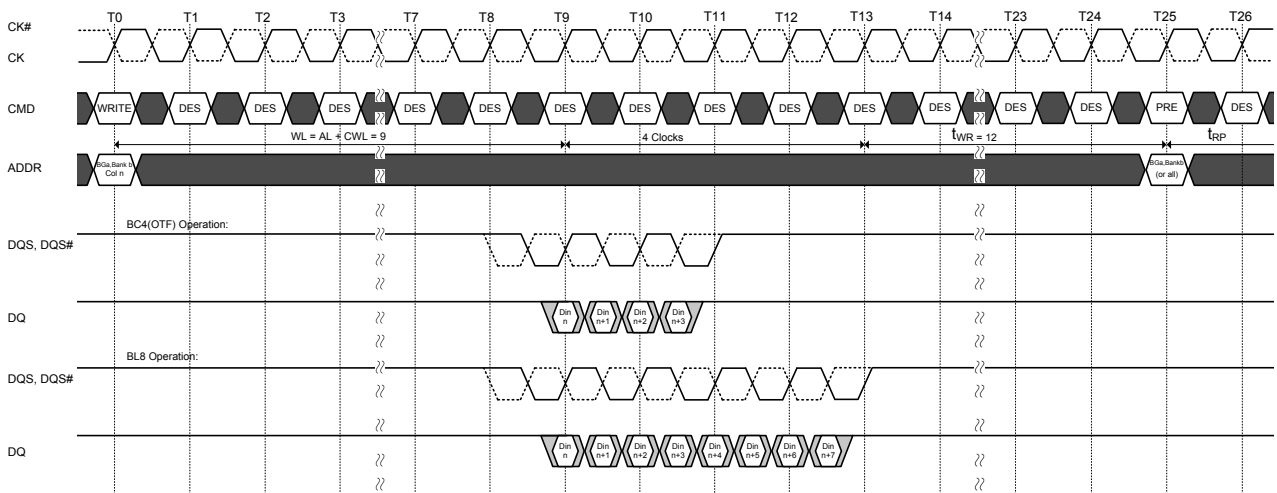 CK#
T0 T1 T2 T3 T7 T8 T9 T10 T11 T12 T13 T14 T23 T24 T25 T26
CK
CMD
WRITE DES DES DES DES DES DES DES DES DES DES DES DES DES PRE DES
WL = AL + CWL = 9
4 Clocks
tWR = 12
tRP
ADDR
BGa,Bank b
Col n
BGa,Bankb
(or all)
BC4(OTF) Operation:
DQS, DQS#
DQ
Din n
Din n+1
Din n+2
Din n+3
BL8 Operation:
DQS, DQS#
DQ
Din n
Din n+1
Din n+2
Din n+3
Din n+4
Din n+5
Din n+6
Din n+7